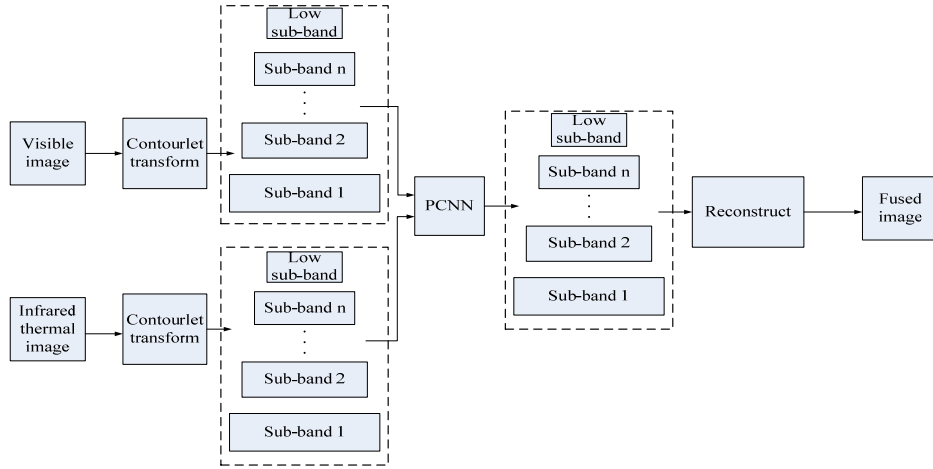 Visible
image
Contourlet
transform
Low
sub-band
Sub-band n
Sub-band 2
Sub-band 1
Infrared
thermal
image
Contourlet
transform
Low
sub-band
Sub-band n
Sub-band 2
Sub-band 1
PCNN
Low
sub-band
Sub-band n
Sub-band 2
Sub-band 1
Reconstruct
Fused
image